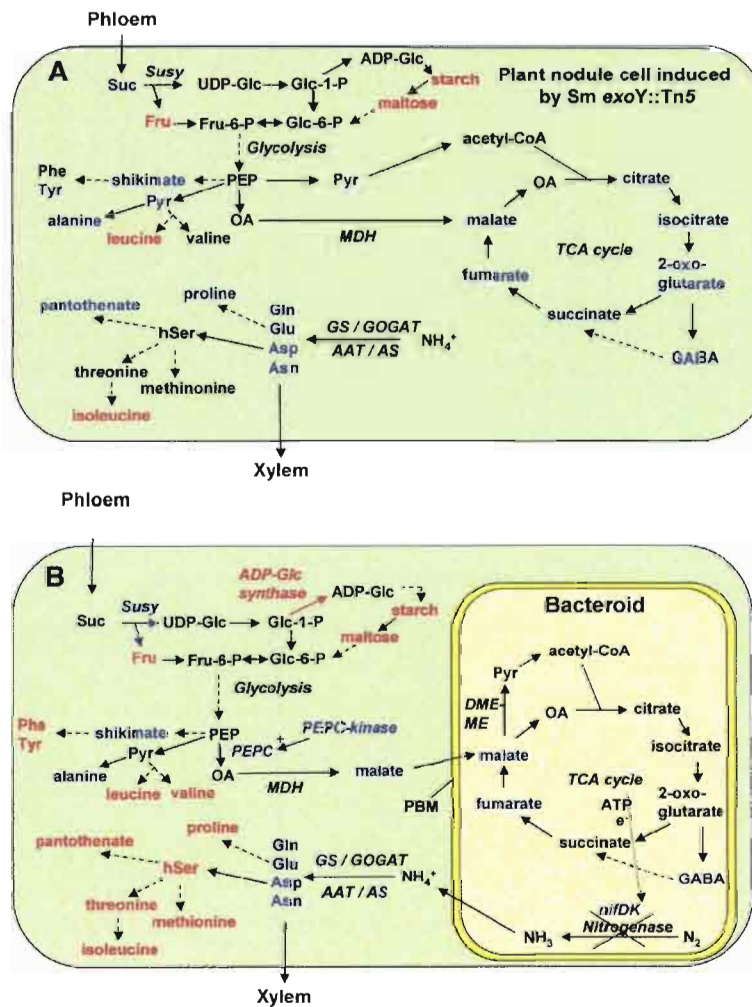 Phloem
A
Suc
Susy
UDP-Glc
Glc-1-P
ADP-Glc
starch
maltose
Plant nodule cell induced
by Sm exoY::Tn5
Fru
Fru-6-P
Glc-6-P
Glycolysis
acetyl-CoA
Phe
Tyr
shikimate
PEP
Pyr
OA
citrate
Pyr
alanine
OA
leucine
valine
MDH
malate
isocitrate
TCA cycle
fumarate
2-oxo-
glutarate
succinate
GABA
pantothenate
proline
Gln
Glu
Asp
Asn
GS / GOGAT
AAT / AS
NH4+
hSer
threonine
methinonine
isoleucine
Xylem
Phloem
B
ADP-Glc
synthase
Suc
Susy
UDP-Glc
Glc-1-P
ADP-Glc
starch
maltose
Fru
Fru-6-P
Glc-6-P
Glycolysis
Bacteroid
acetyl-CoA
Pyr
DME-
ME
OA
citrate
isocitrate
Phe
Tyr
shikimate
PEP
+
PEPC-kinase
Pyr
PEPC
alanine
OA
leucine
valine
MDH
malate
malate
PBM
TCA cycle
ATP
e-
fumarate
2-oxo-
glutarate
succinate
GABA
pantothenate
proline
Gln
Glu
Asp
Asn
GS / GOGAT
AAT / AS
NH4+
hSer
threonine
methionine
isoleucine
nifDK
Nitrogenase
NH3
N2
Xylem